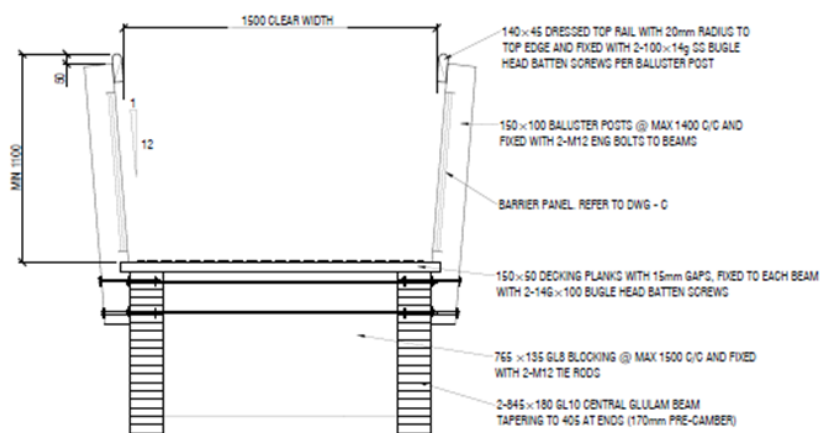 1500 CLEAR WIDTH
140×45 DRESSED TOP RAIL WITH 20mm RADIUS TO
TOP EDGE AND FIXED WITH 2-100×14g SS BUGLE
HEAD BATTEN SCREWS PER BALUSTER POST
50
1
12
MIN 1100
150×100 BALUSTER POSTS @ MAX 1400 C/C AND
FIXED WITH 2-M12 ENG BOLTS TO BEAMS
BARRIER PANEL. REFER TO DWG - C
150×50 DECKING PLANKS WITH 15mm GAPS, FIXED TO EACH BEAM
WITH 2-14G×100 BUGLE HEAD BATTEN SCREWS
765 ×135 GL8 BLOCKING @ MAX 1500 C/C AND FIXED
WITH 2-M12 TIE RODS
2-845×180 GL10 CENTRAL GLULAM BEAM
TAPERING TO 405 AT ENDS (170mm PRE-CAMBER)